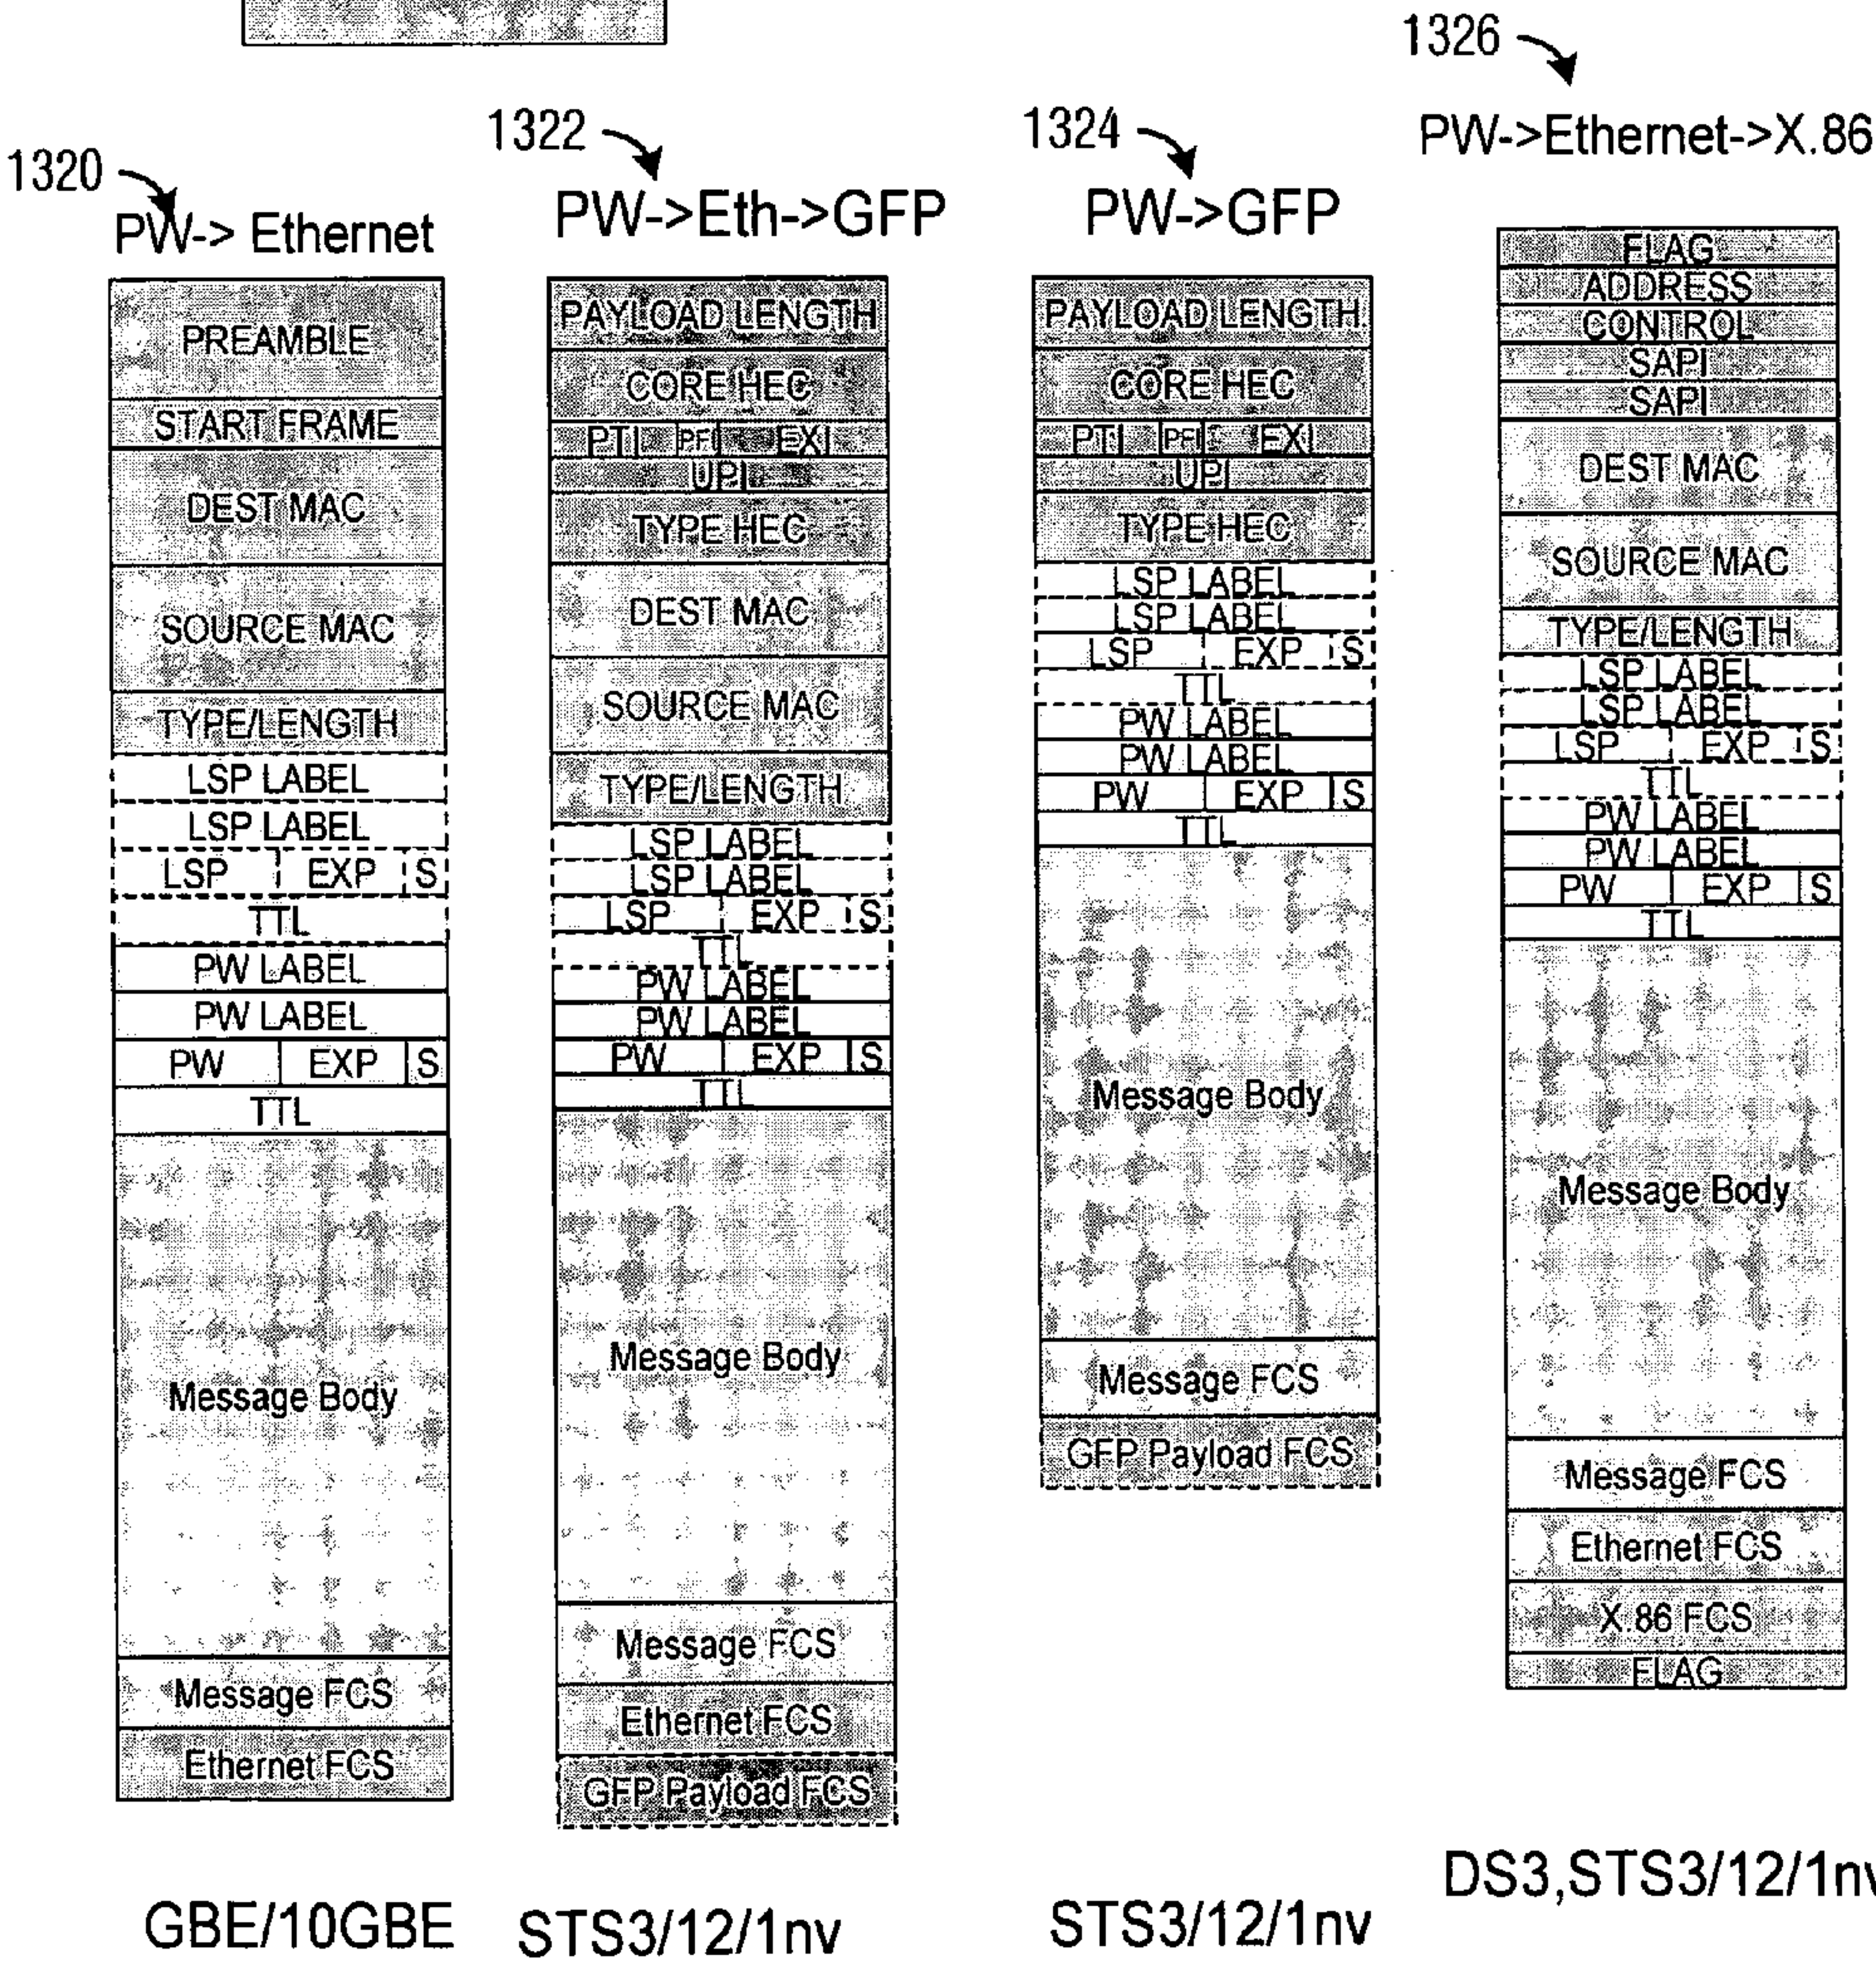 1320
PW-> Ethernet
PREAMBLE
START FRAME
DEST MAC
SOURCE MAC
TYPE/LENGTH
LSP LABEL
LSP LABEL
LSP EXP S
TTL
PW LABEL
PW LABEL
PW EXP S
TTL
Message Body
Message FCS
Ethernet FCS
GBE/10GBE
1322
PW->Eth->GFP
PAYLOAD LENGTH
CORE HEC
PTI PFI EXI
UPI
TYPE HEC
DEST MAC
SOURCE MAC
TYPE/LENGTH
LSP LABEL
LSP LABEL
LSP EXP S
TTL
PW LABEL
PW LABEL
PW EXP S
TTL
Message Body
Message FCS
Ethernet FCS
GFP Payload FCS
STS3/12/1nv
1324
PW->GFP
PAYLOAD LENGTH
CORE HEC
PTI PFI EXI
UPI
TYPE HEC
LSP LABEL
LSP LABEL
LSP EXP S
TTL
PW LABEL
PW LABEL
PW EXP S
TTL
Message Body
Message FCS
GFP Payload FCS
STS3/12/1nv
1326
PW->Ethernet->X.86
FLAG
ADDRESS
CONTROL
SAPI
SAPI
DEST MAC
SOURCE MAC
TYPE/LENGTH
LSP LABEL
LSP LABEL
LSP EXP S
TTL
PW LABEL
PW LABEL
PW EXP S
TTL
Message Body
Message FCS
Ethernet FCS
X.86 FCS
FLAG
DS3,STS3/12/1nv